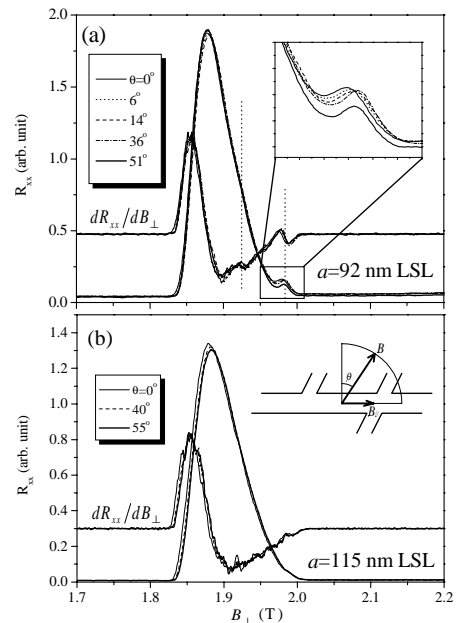 (a)
θ=0°
6°
14°
36°
51°
R_xx (arb. unit)
2.0
1.5
1.0
0.5
0.0
dR_xx/dB_⊥
a=92 nm LSL
(b)
θ=0°
40°
55°
R_xx (arb. unit)
1.4
1.2
1.0
0.8
0.6
0.4
0.2
0.0
B
θ
dR_xx/dB_⊥
a=115 nm LSL
1.7 1.8 1.9 2.0 2.1 2.2
B_⊥ (T)